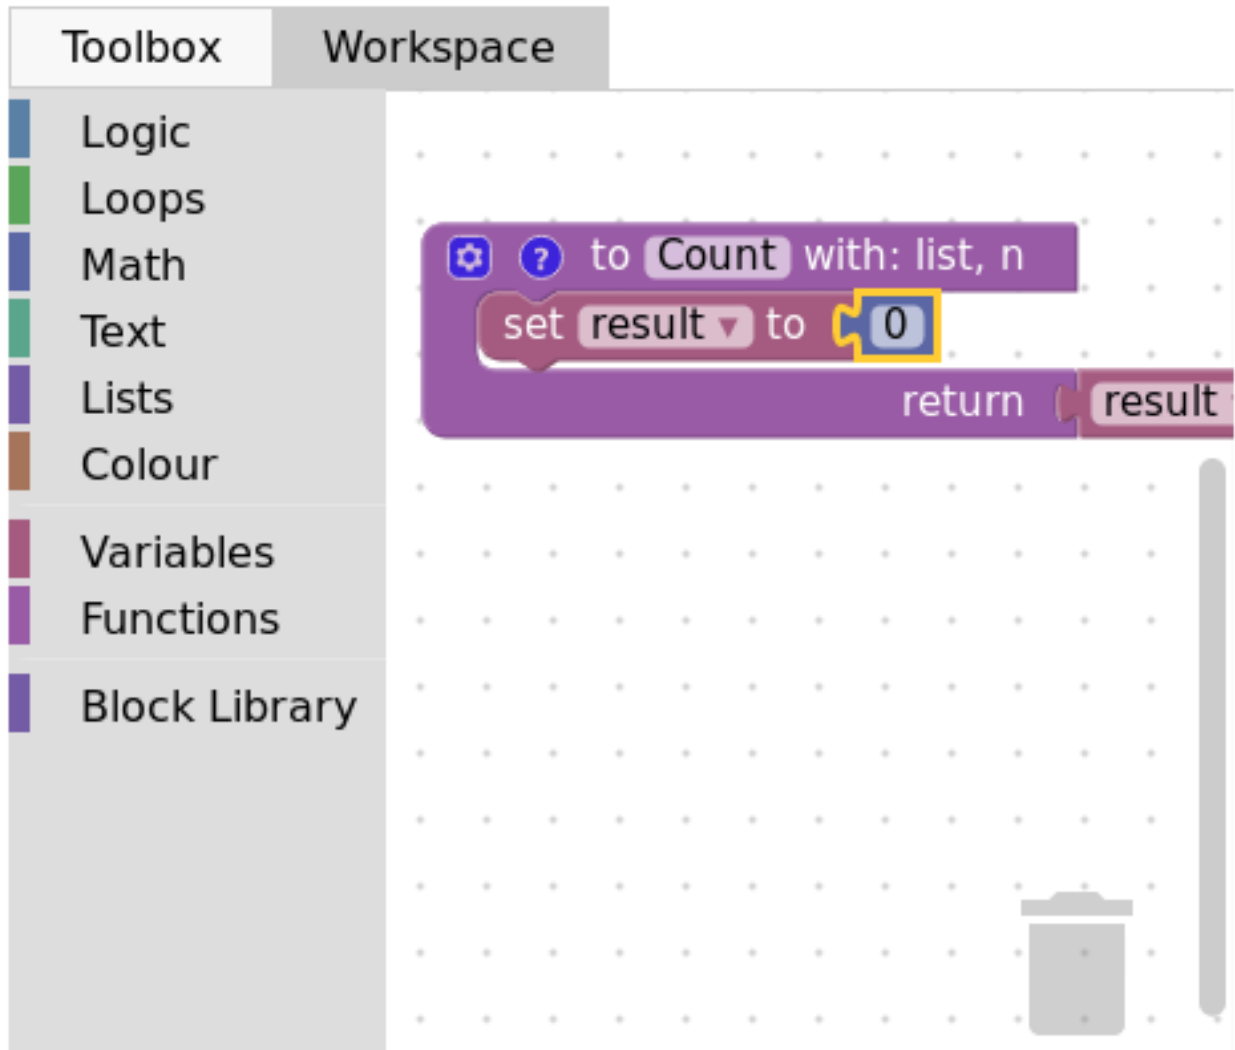 Toolbox Workspace
Logic
Loops
Math
Text
Lists
Colour
Variables
Functions
Block Library
? to Count with: list, n
set result to 0
return result